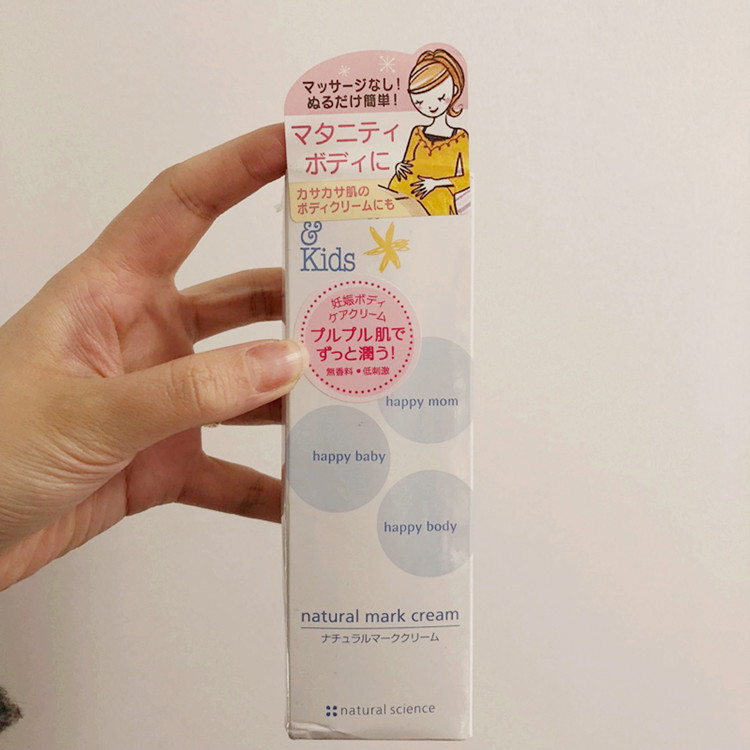 マッサージなし!
ぬるだけ簡単!
マタニティ
ボディに
カサカサ肌の
ボディクリームにも
&
Kids
妊娠ボディ
ケアクリーム
プルプル肌で
ずっと潤う!
無香料・低刺激
happy mom
happy baby
happy body
natural mark cream
ナチュラルマーククリーム
natural science